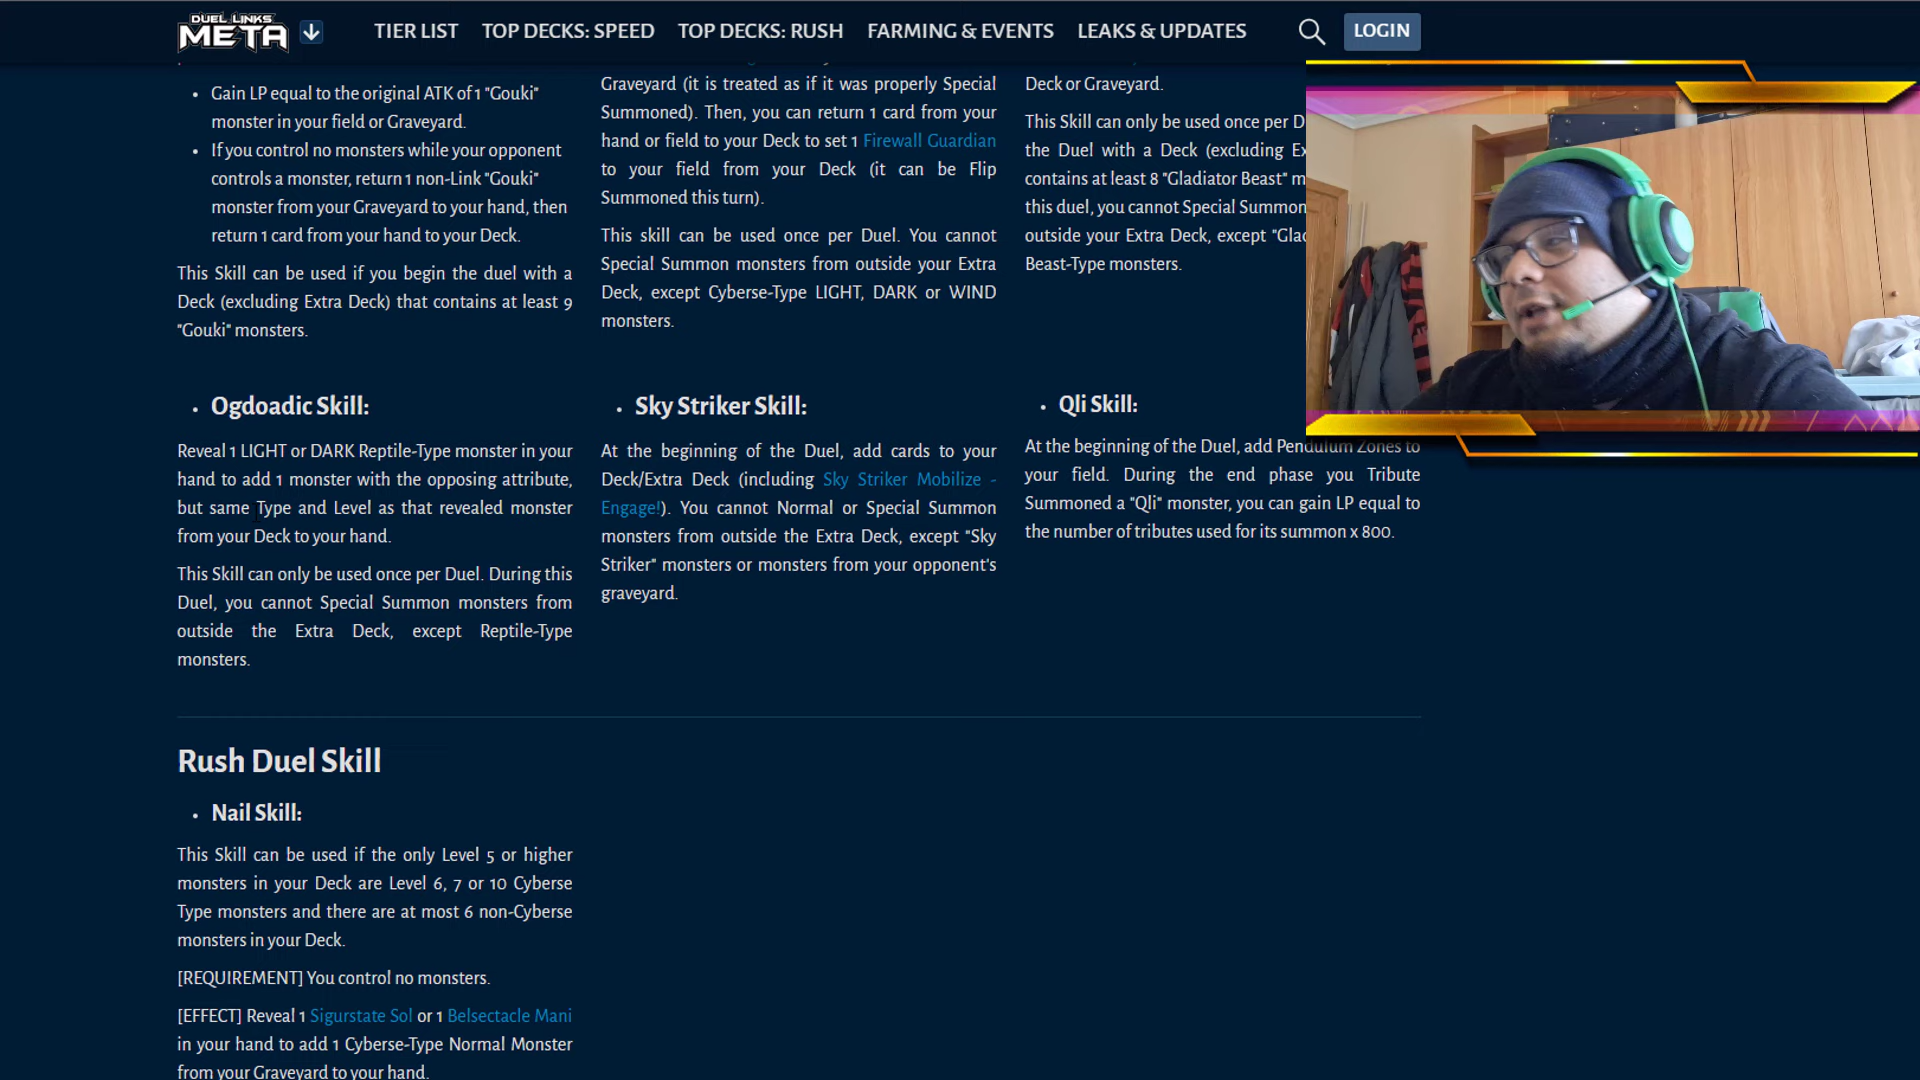 DUEL LINKS
META
TIER LIST
TOP DECKS: SPEED
TOP DECKS: RUSH
FARMING & EVENTS
LEAKS & UPDATES
LOGIN
• Gain LP equal to the original ATK of 1 "Gouki"
monster in your field or Graveyard.
• If you control no monsters while your opponent
controls a monster, return 1 non-Link "Gouki"
monster from your Graveyard to your hand, then
return 1 card from your hand to your Deck.
This Skill can be used if you begin the duel with a
Deck (excluding Extra Deck) that contains at least 9
"Gouki" monsters.
Graveyard (it is treated as if it was properly Special
Summoned). Then, you can return 1 card from your
hand or field to your Deck to set 1 Firewall Guardian
to your field from your Deck (it can be Flip
Summoned this turn).
This skill can be used once per Duel. You cannot
Special Summon monsters from outside your Extra
Deck, except Cyberse-Type LIGHT, DARK or WIND
monsters.
Deck or Graveyard.
This Skill can only be used once per D
the Duel with a Deck (excluding Ex
contains at least 8 "Gladiator Beast" m
this duel, you cannot Special Summon
outside your Extra Deck, except "Glad
Beast-Type monsters.
• Ogdoadic Skill:
Reveal 1 LIGHT or DARK Reptile-Type monster in your
hand to add 1 monster with the opposing attribute,
but same Type and Level as that revealed monster
from your Deck to your hand.
This Skill can only be used once per Duel. During this
Duel, you cannot Special Summon monsters from
outside the Extra Deck, except Reptile-Type
monsters.
• Sky Striker Skill:
At the beginning of the Duel, add cards to your
Deck/Extra Deck (including Sky Striker Mobilize -
Engage!). You cannot Normal or Special Summon
monsters from outside the Extra Deck, except "Sky
Striker" monsters or monsters from your opponent's
graveyard.
• Qli Skill:
At the beginning of the Duel, add Pendulum Zones to
your field. During the end phase you Tribute
Summoned a "Qli" monster, you can gain LP equal to
the number of tributes used for its summon x 800.
Rush Duel Skill
• Nail Skill:
This Skill can be used if the only Level 5 or higher
monsters in your Deck are Level 6, 7 or 10 Cyberse
Type monsters and there are at most 6 non-Cyberse
monsters in your Deck.
[REQUIREMENT] You control no monsters.
[EFFECT] Reveal 1 Sigurstate Sol or 1 Belsectacle Mani
in your hand to add 1 Cyberse-Type Normal Monster
from your Graveyard to your hand.